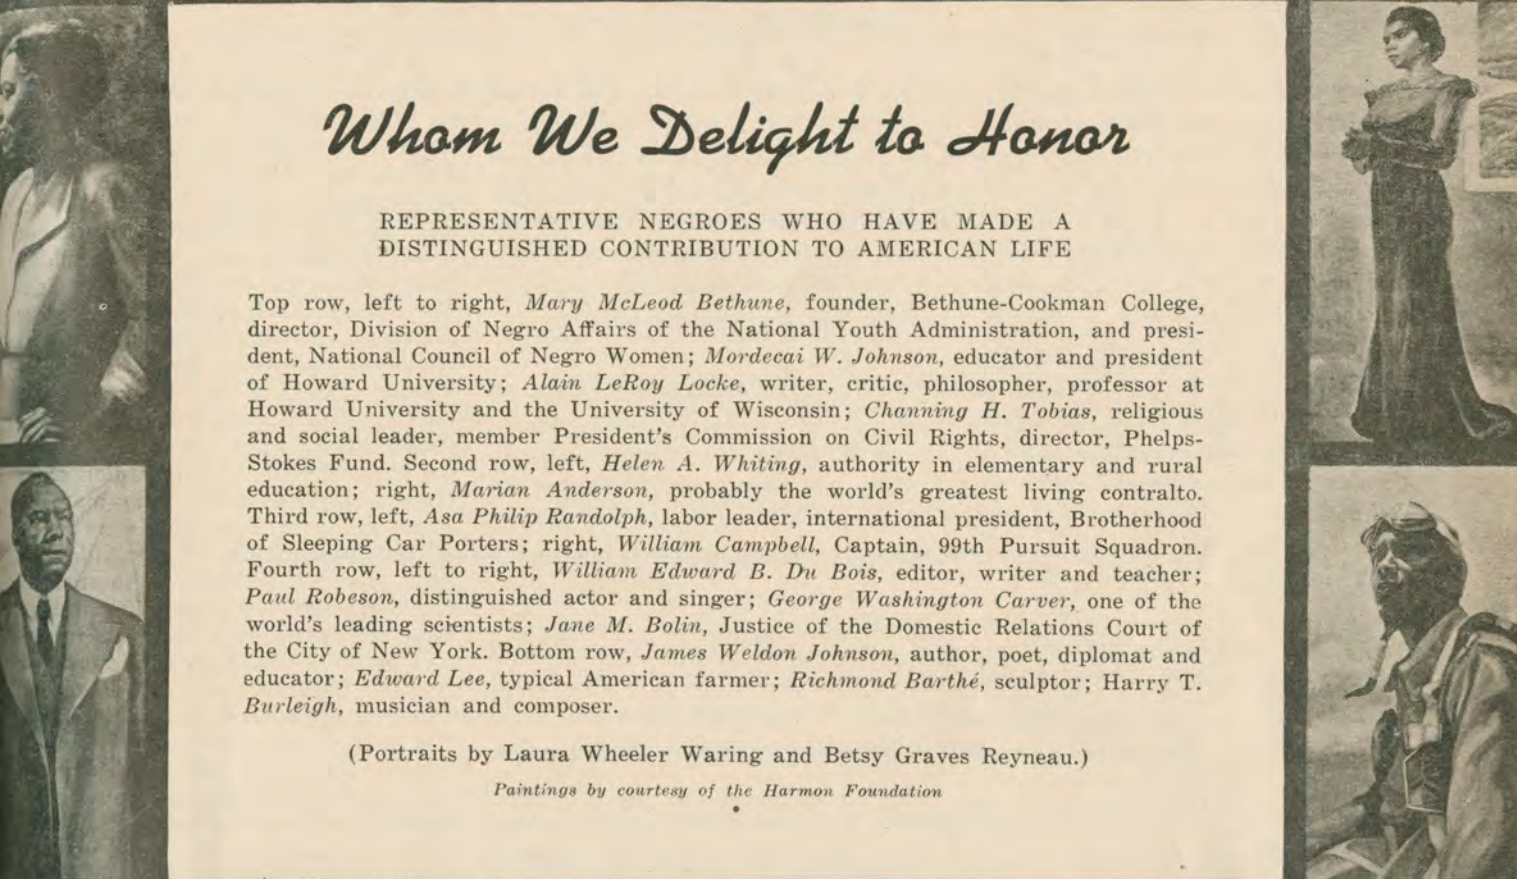 Whom We Delight to Honor
REPRESENTATIVE NEGROES WHO HAVE MADE A
DISTINGUISHED CONTRIBUTION TO AMERICAN LIFE
Top row, left to right, Mary McLeod Bethune, founder, Bethune-Cookman College,
director, Division of Negro Affairs of the National Youth Administration, and presi-
dent, National Council of Negro Women; Mordecai W. Johnson, educator and president
of Howard University; Alain LeRoy Locke, writer, critic, philosopher, professor at
Howard University and the University of Wisconsin; Channing H. Tobias, religious
and social leader, member President's Commission on Civil Rights, director, Phelps-
Stokes Fund. Second row, left, Helen A. Whiting, authority in elementary and rural
education; right, Marian Anderson, probably the world's greatest living contralto.
Third row, left, Asa Philip Randolph, labor leader, international president, Brotherhood
of Sleeping Car Porters; right, William Campbell, Captain, 99th Pursuit Squadron.
Fourth row, left to right, William Edward B. Du Bois, editor, writer and teacher;
Paul Robeson, distinguished actor and singer; George Washington Carver, one of the
world's leading scientists; Jane M. Bolin, Justice of the Domestic Relations Court of
the City of New York. Bottom row, James Weldon Johnson, author, poet, diplomat and
educator; Edward Lee, typical American farmer; Richmond Barthé, sculptor; Harry T.
Burleigh, musician and composer.
(Portraits by Laura Wheeler Waring and Betsy Graves Reyneau.)
Paintings by courtesy of the Harmon Foundation